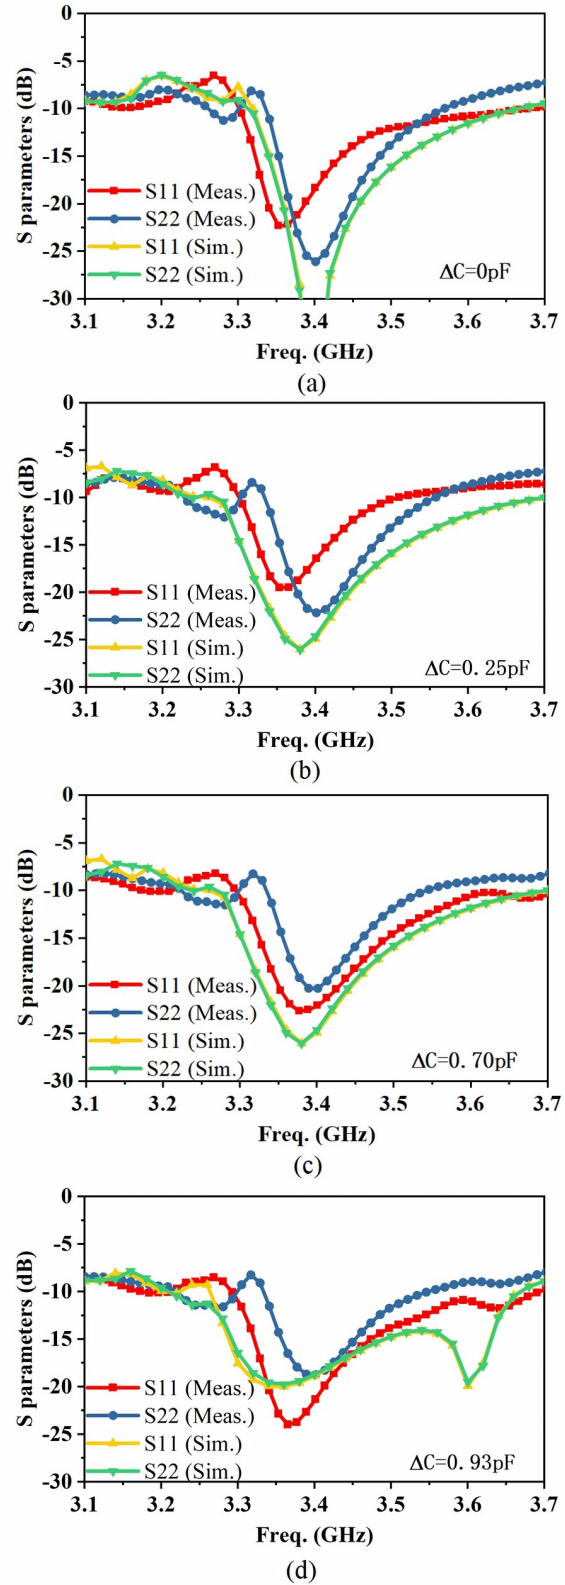 0
-5
-10
-15
-20
-25
-30
S parameters (dB)
S11 (Meas.)
S22 (Meas.)
S11 (Sim.)
S22 (Sim.)
ΔC=0pF
3.1 3.2 3.3 3.4 3.5 3.6 3.7
Freq. (GHz)
(a)
0
-5
-10
-15
-20
-25
-30
S parameters (dB)
S11 (Meas.)
S22 (Meas.)
S11 (Sim.)
S22 (Sim.)
ΔC=0.25pF
3.1 3.2 3.3 3.4 3.5 3.6 3.7
Freq. (GHz)
(b)
0
-5
-10
-15
-20
-25
-30
S parameters (dB)
S11 (Meas.)
S22 (Meas.)
S11 (Sim.)
S22 (Sim.)
ΔC=0.70pF
3.1 3.2 3.3 3.4 3.5 3.6 3.7
Freq. (GHz)
(c)
0
-5
-10
-15
-20
-25
-30
S parameters (dB)
S11 (Meas.)
S22 (Meas.)
S11 (Sim.)
S22 (Sim.)
ΔC=0.93pF
3.1 3.2 3.3 3.4 3.5 3.6 3.7
Freq. (GHz)
(d)